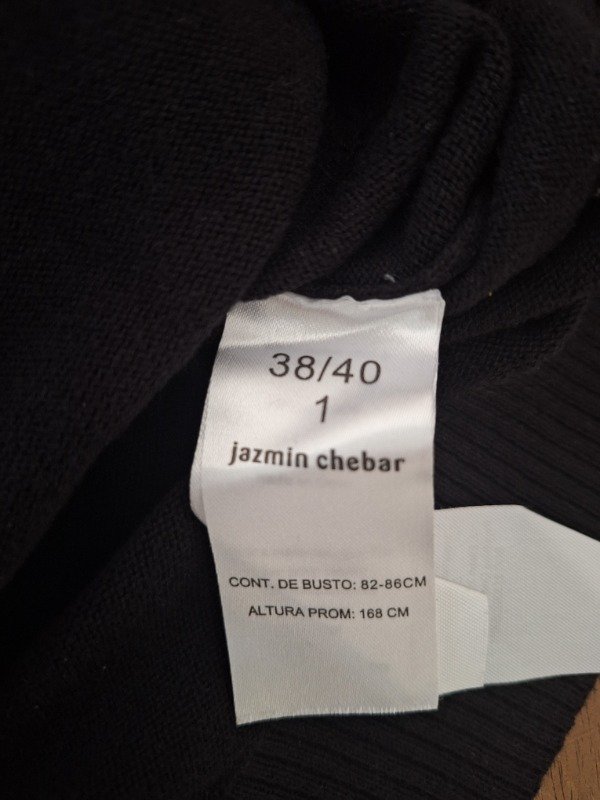 38/40
1
jazmin chebar
CONT. DE BUSTO: 82-86CM
ALTURA PROM: 168 CM